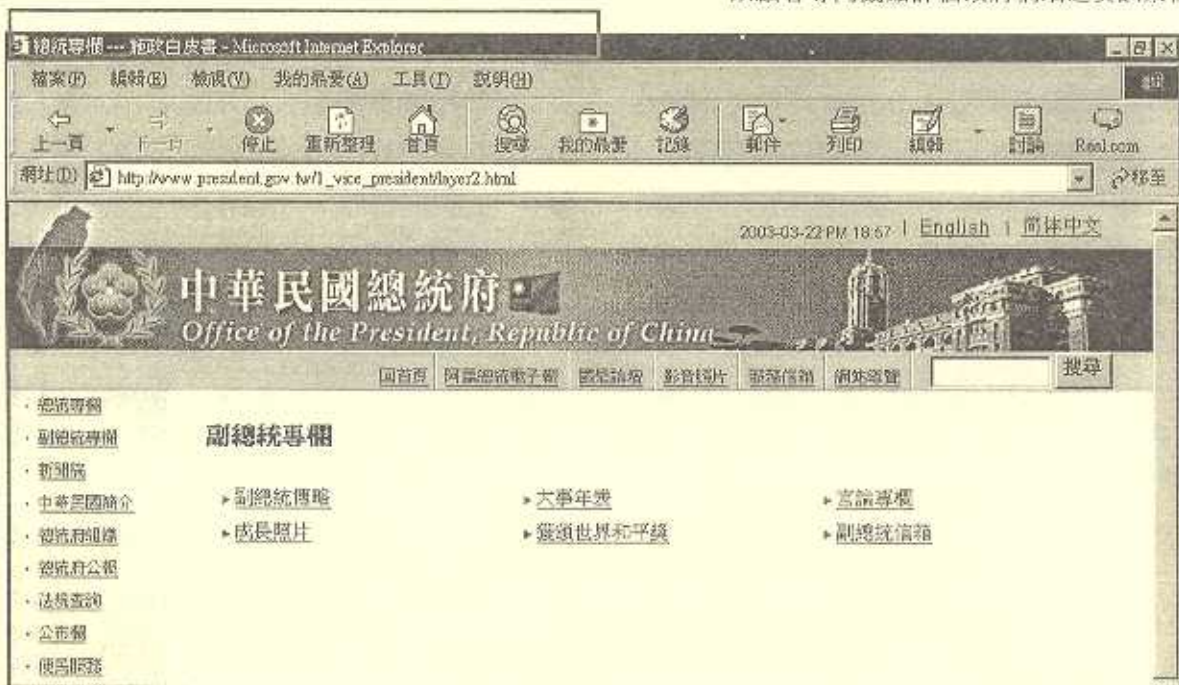 總統專欄 --- 施政白皮書 - Microsoft Internet Explorer
檔案(F) 編輯(E) 檢視(V) 我的最愛(A) 工具(T) 說明(H)
上一頁 下一頁 停止 重新整理 首頁 搜尋 我的最愛 記錄 郵件 列印 編輯 討論 Real.com
網址(D) http://www.president.gov.tw/1_vice_president/layer2.html 移至
2003-03-22 PM 18:57 | English | 简体中文
中華民國總統府
Office of the President, Republic of China
回首頁 阿扁總統電子報 國是論壇 影音照片 部落信箱 網站導覽 搜尋
總統專欄
副總統專欄
副總統專欄
新聞稿
中華民國簡介
副總統傳略 大事年表 言論專欄
總統府組織
成長照片 獲頒世界和平獎 副總統信箱
總統府公報
法規查詢
公布欄
便民服務